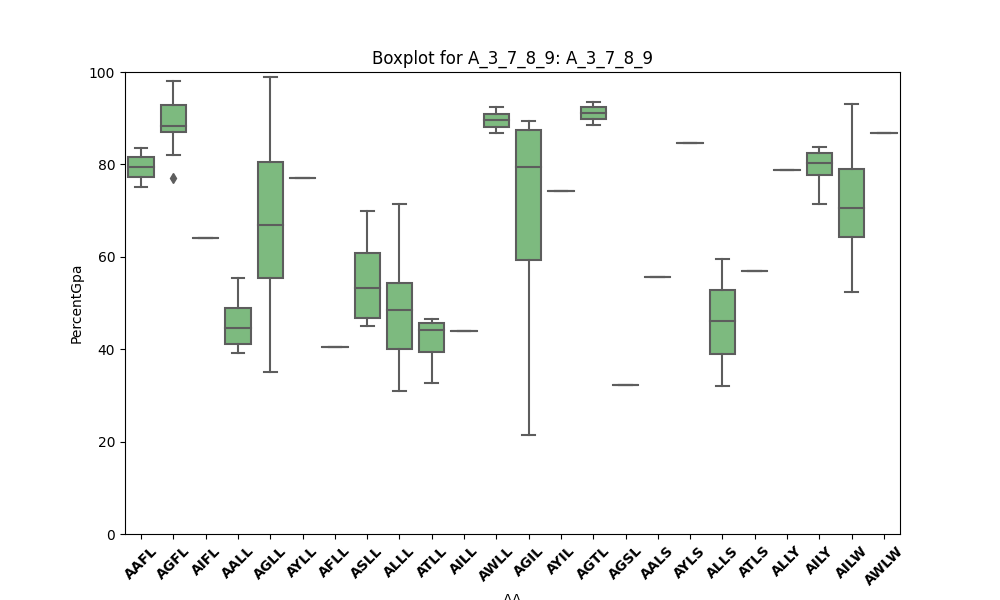 Boxplot for A_3_7_8_9: A_3_7_8_9
100
80
60
40
20
0
PercentGpa
AAFL AGFL AIFL AALL AGLL AYLL AFLL ASLL ALLL ATLL AILL AWLL AGIL AYIL AGTL AGSL AALS AYLS ALLS ATLS ALLY AILY AILW AWLW
AA